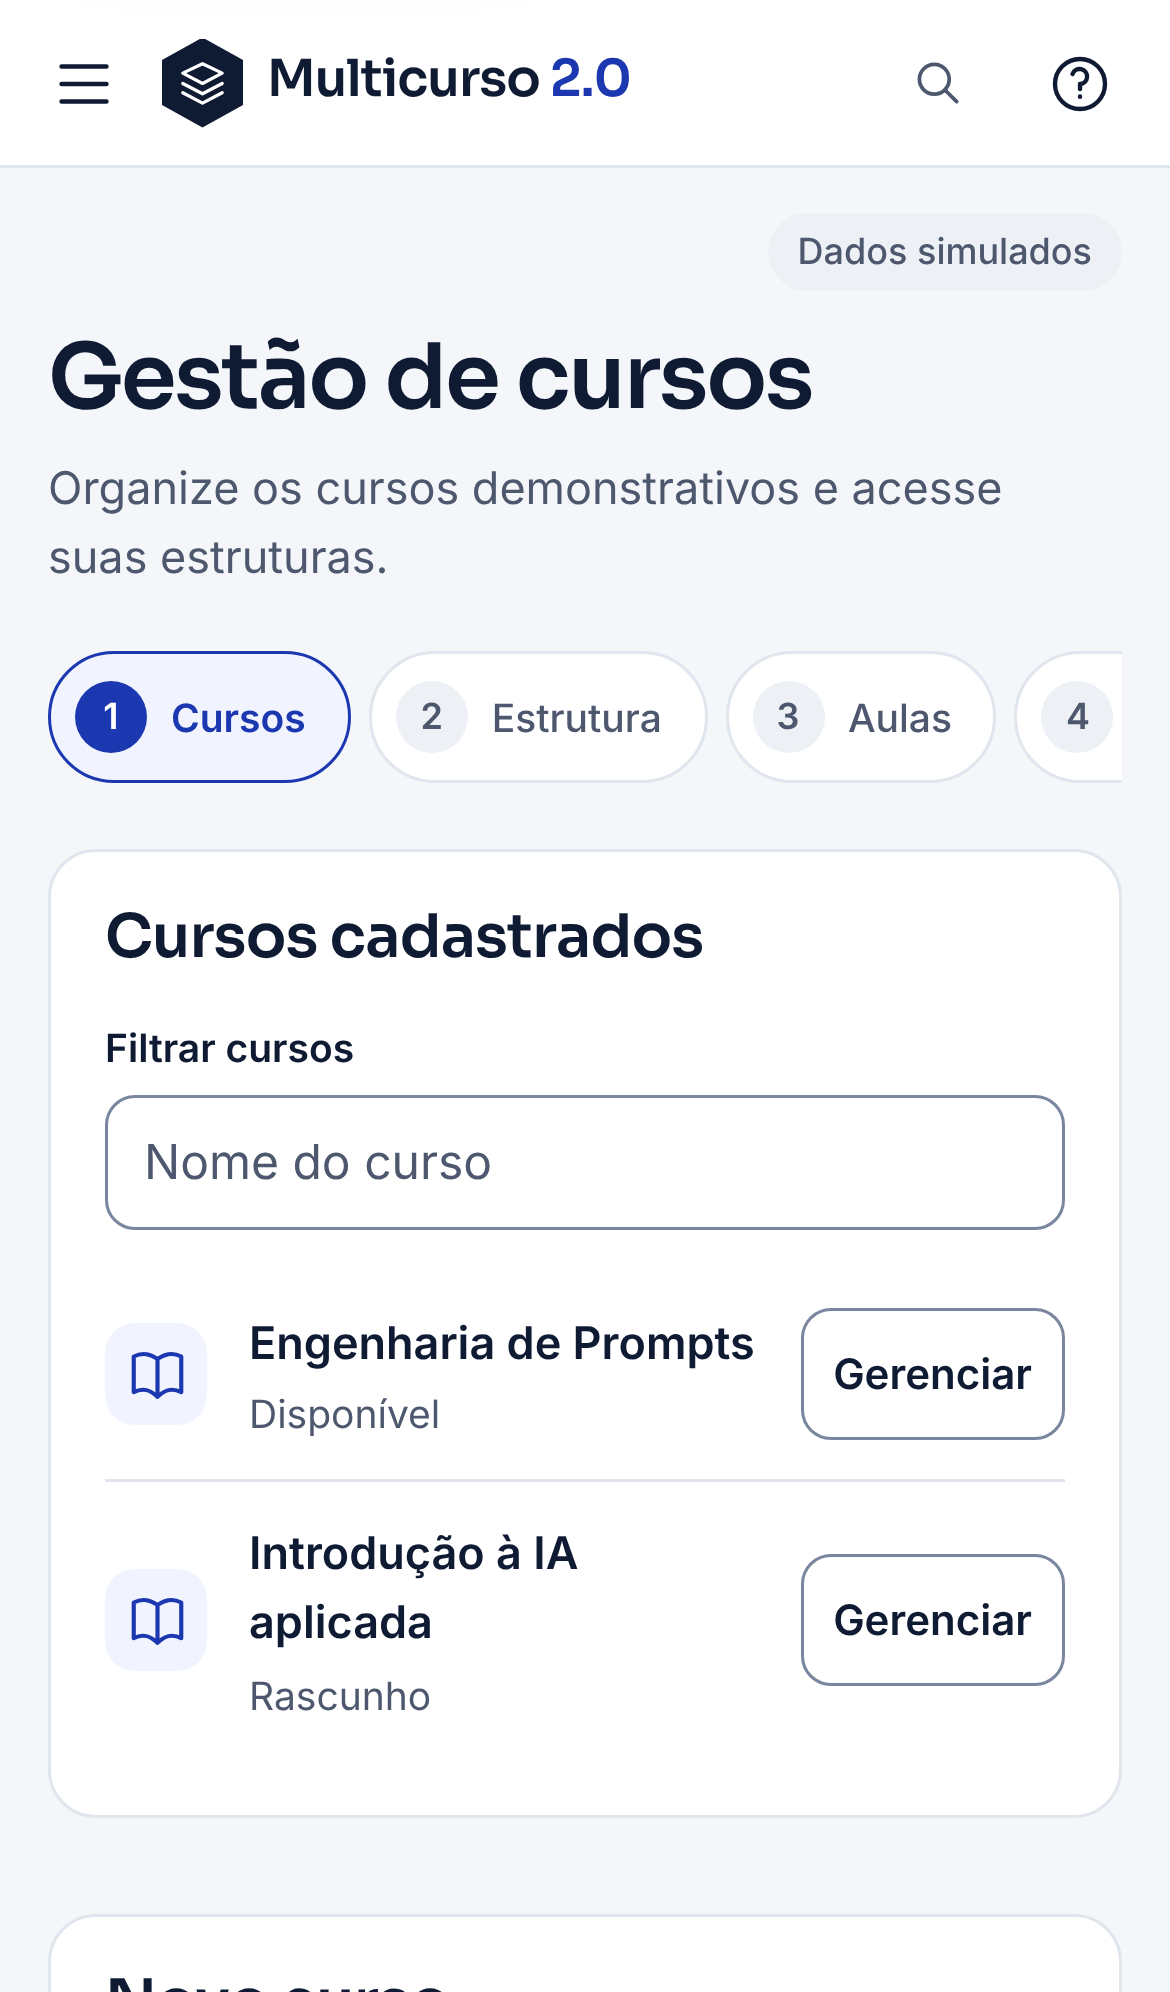 Multicurso 2.0
Dados simulados
Gestão de cursos
Organize os cursos demonstrativos e acesse
suas estruturas.
1 Cursos
2 Estrutura
3 Aulas
4
Cursos cadastrados
Filtrar cursos
Nome do curso
Engenharia de Prompts
Disponível
Gerenciar
Introdução à IA
aplicada
Rascunho
Gerenciar
Novo curso